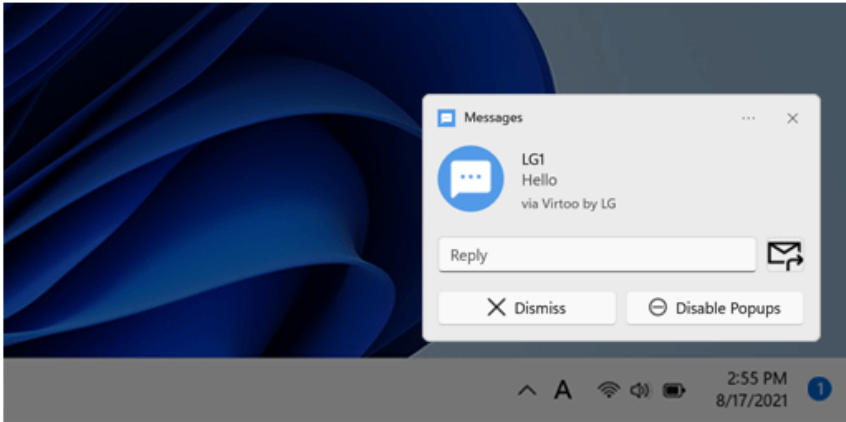 Messages
LG1
Hello
via Virtoo by LG
Reply
Dismiss
Disable Popups
A
2:55 PM
8/17/2021
1